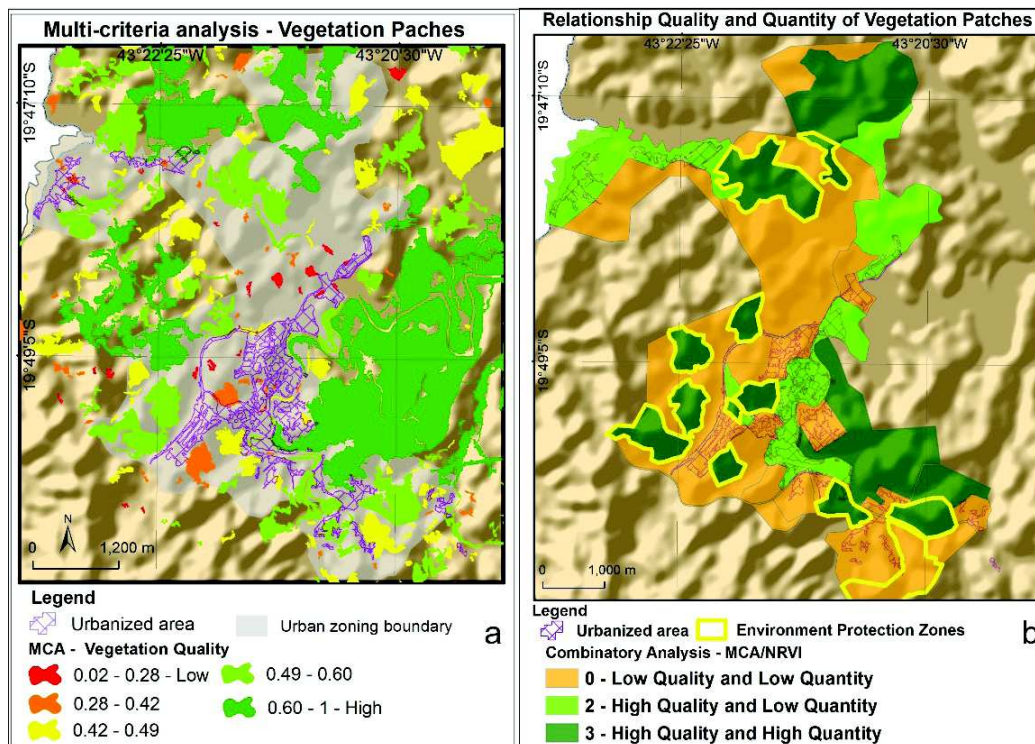 Multi-criteria analysis - Vegetation Paches
43°22'25"W
43°20'30"W
19°47'10"S
19°49'5"S
N
0
1,200 m
Legend
Urbanized area
Urban zoning boundary
a
MCA - Vegetation Quality
0.02 - 0.28 - Low
0.28 - 0.42
0.42 - 0.49
0.49 - 0.60
0.60 - 1 - High
Relationship Quality and Quantity of Vegetation Patches
43°22'25"W
43°20'30"W
19°47'10"S
19°49'5"S
0
1,000 m
Legend
Urbanized area
Environment Protection Zones
b
Combinatory Analysis - MCA/NRVI
0 - Low Quality and Low Quantity
2 - High Quality and Low Quantity
3 - High Quality and High Quantity